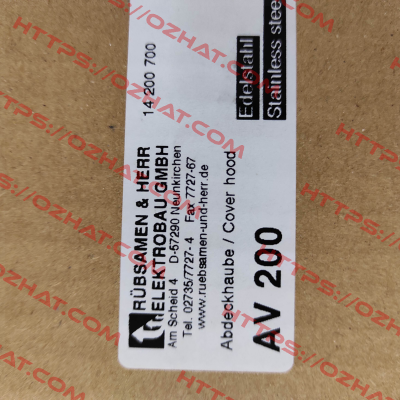 RÜBSAMEN & HERR
ELEKTROBAU GMBH
Am Scheid 4 D-57290 Neunkirchen
Tel. 02735/7727-4 Fax 7727-67
www.ruebsamen-und-herr.de
14 200 700
Abdeckhaube / Cover hood
AV 200
Edelstahl
Stainless stee
HTTPS://OZHAT.COM